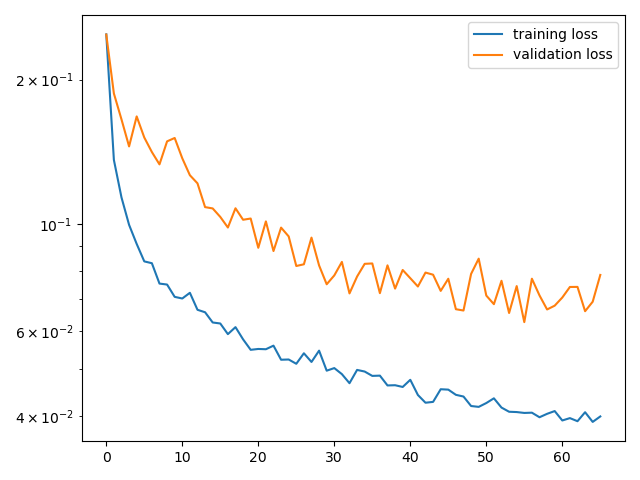 training loss
validation loss
2 × 10⁻¹
10⁻¹
6 × 10⁻²
4 × 10⁻²
0 10 20 30 40 50 60